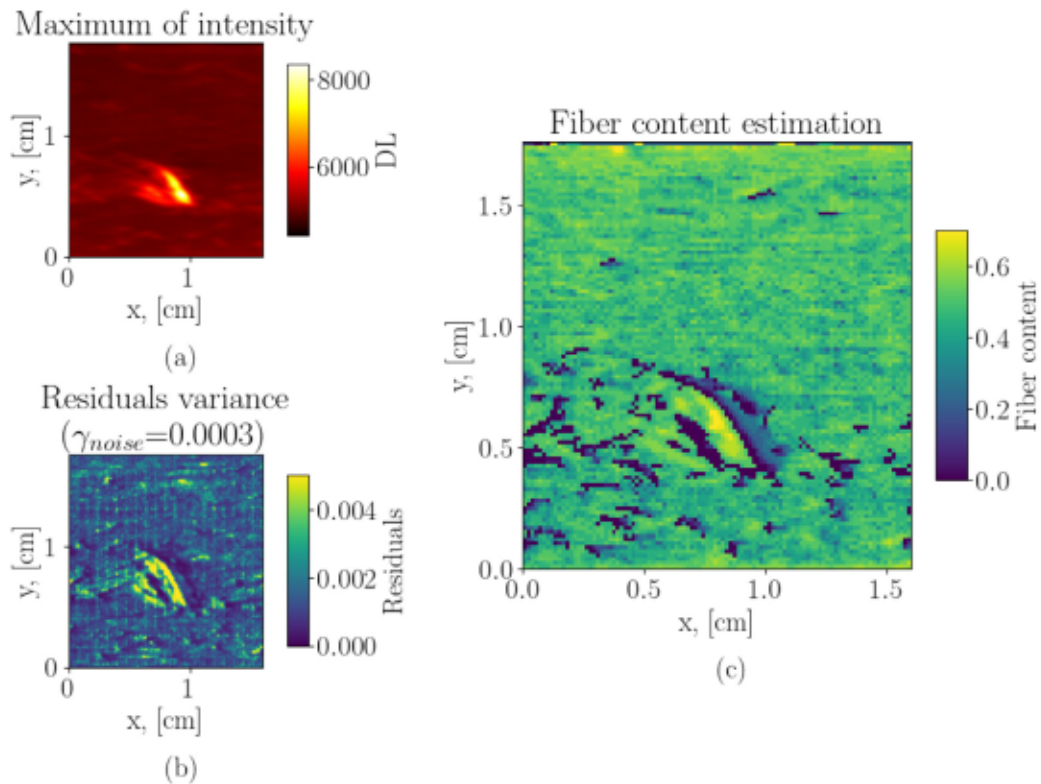 Maximum of intensity
8000
6000
DL
y, [cm]
1
0
0
1
x, [cm]
(a)
Residuals variance
(γnoise=0.0003)
0.004
0.002
0.000
Residuals
y, [cm]
1
0
0
1
x, [cm]
(b)
Fiber content estimation
y, [cm]
1.5
1.0
0.5
0.0
0.0
0.5
1.0
1.5
x, [cm]
0.6
0.4
0.2
0.0
Fiber content
(c)